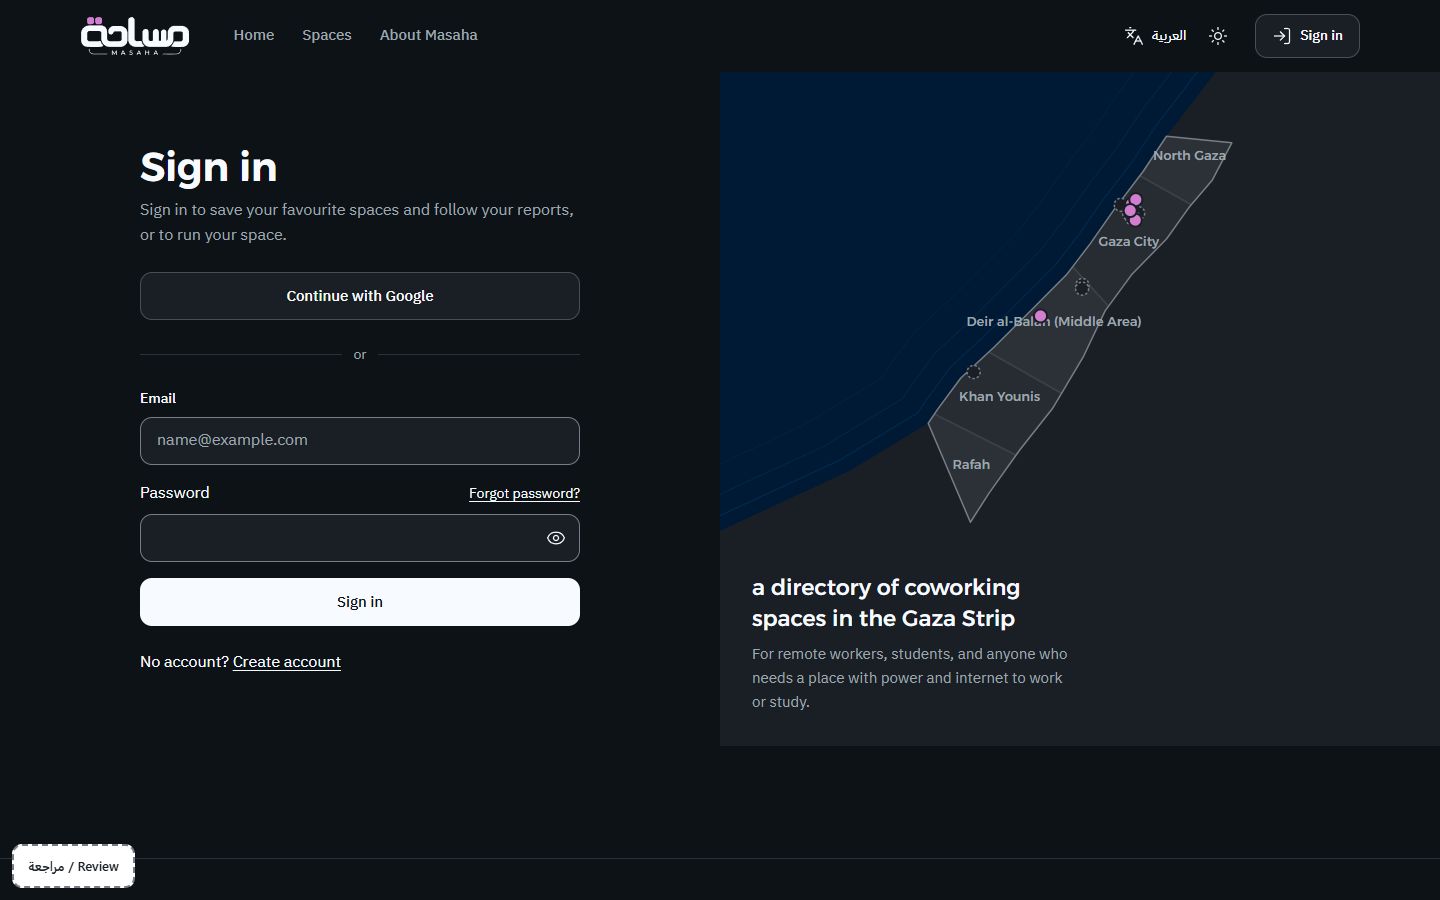 مساحة
MASAHA
Home
Spaces
About Masaha
العربية
Sign in
Sign in
Sign in to save your favourite spaces and follow your reports,
or to run your space.
Continue with Google
or
Email
name@example.com
Password
Forgot password?
Sign in
No account? Create account
North Gaza
Gaza City
Deir al-Balah (Middle Area)
Khan Younis
Rafah
a directory of coworking
spaces in the Gaza Strip
For remote workers, students, and anyone who
needs a place with power and internet to work
or study.
مراجعة / Review